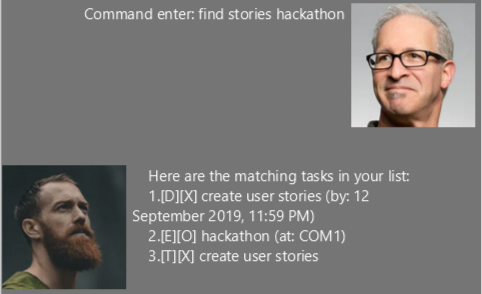 Command enter: find stories hackathon
Here are the matching tasks in your list:
1.[D][X] create user stories (by: 12
September 2019, 11:59 PM)
2.[E][O] hackathon (at: COM1)
3.[T][X] create user stories